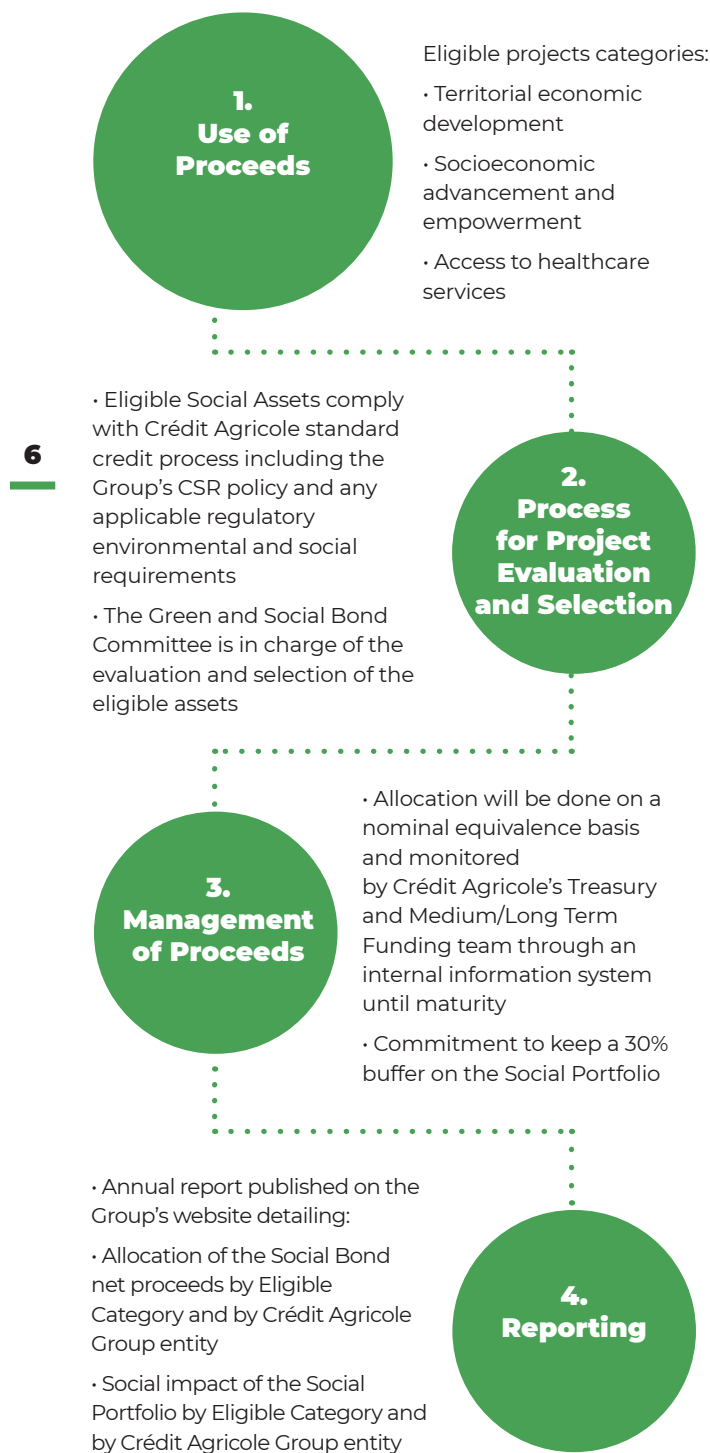 1.
Use of
Proceeds
Eligible projects categories:
• Territorial economic
development
• Socioeconomic
advancement and
empowerment
• Access to healthcare
services
6
• Eligible Social Assets comply
with Crédit Agricole standard
credit process including the
Group's CSR policy and any
applicable regulatory
environmental and social
requirements
• The Green and Social Bond
Committee is in charge of the
evaluation and selection of the
eligible assets
2.
Process
for Project
Evaluation
and Selection
3.
Management
of Proceeds
• Allocation will be done on a
nominal equivalence basis
and monitored
by Crédit Agricole's Treasury
and Medium/Long Term
Funding team through an
internal information system
until maturity
• Commitment to keep a 30%
buffer on the Social Portfolio
• Annual report published on the
Group's website detailing:
• Allocation of the Social Bond
net proceeds by Eligible
Category and by Crédit Agricole
Group entity
• Social impact of the Social
Portfolio by Eligible Category and
by Crédit Agricole Group entity
4.
Reporting